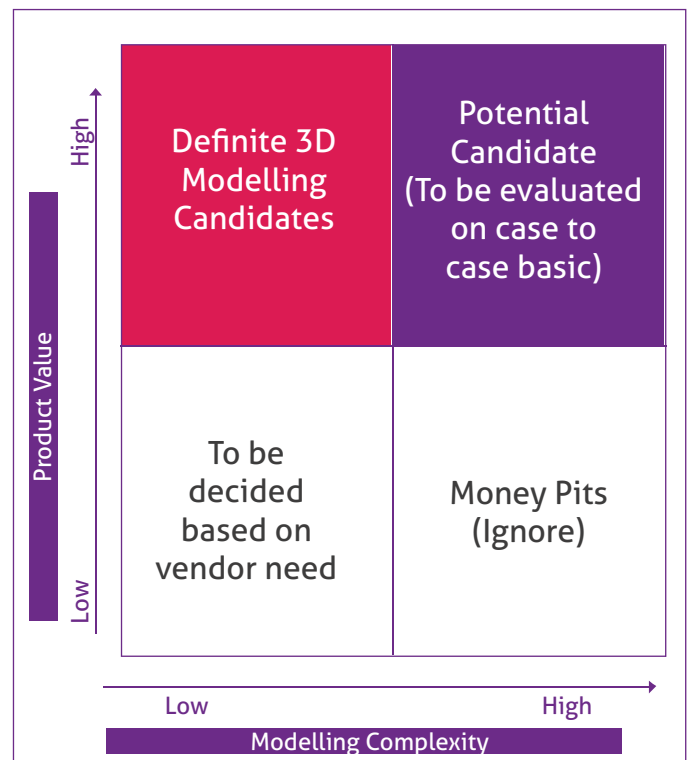 High
Low
Product Value
Definite 3D
Modelling
Candidates
Potential
Candidate
(To be evaluated
on case to
case basic)
To be
decided
based on
vendor need
Money Pits
(Ignore)
Low
High
Modelling Complexity